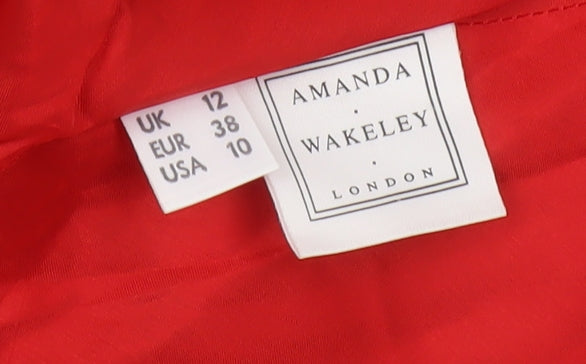 UK 12
EUR 38
USA 10
AMANDA
·
WAKELEY
·
LONDON